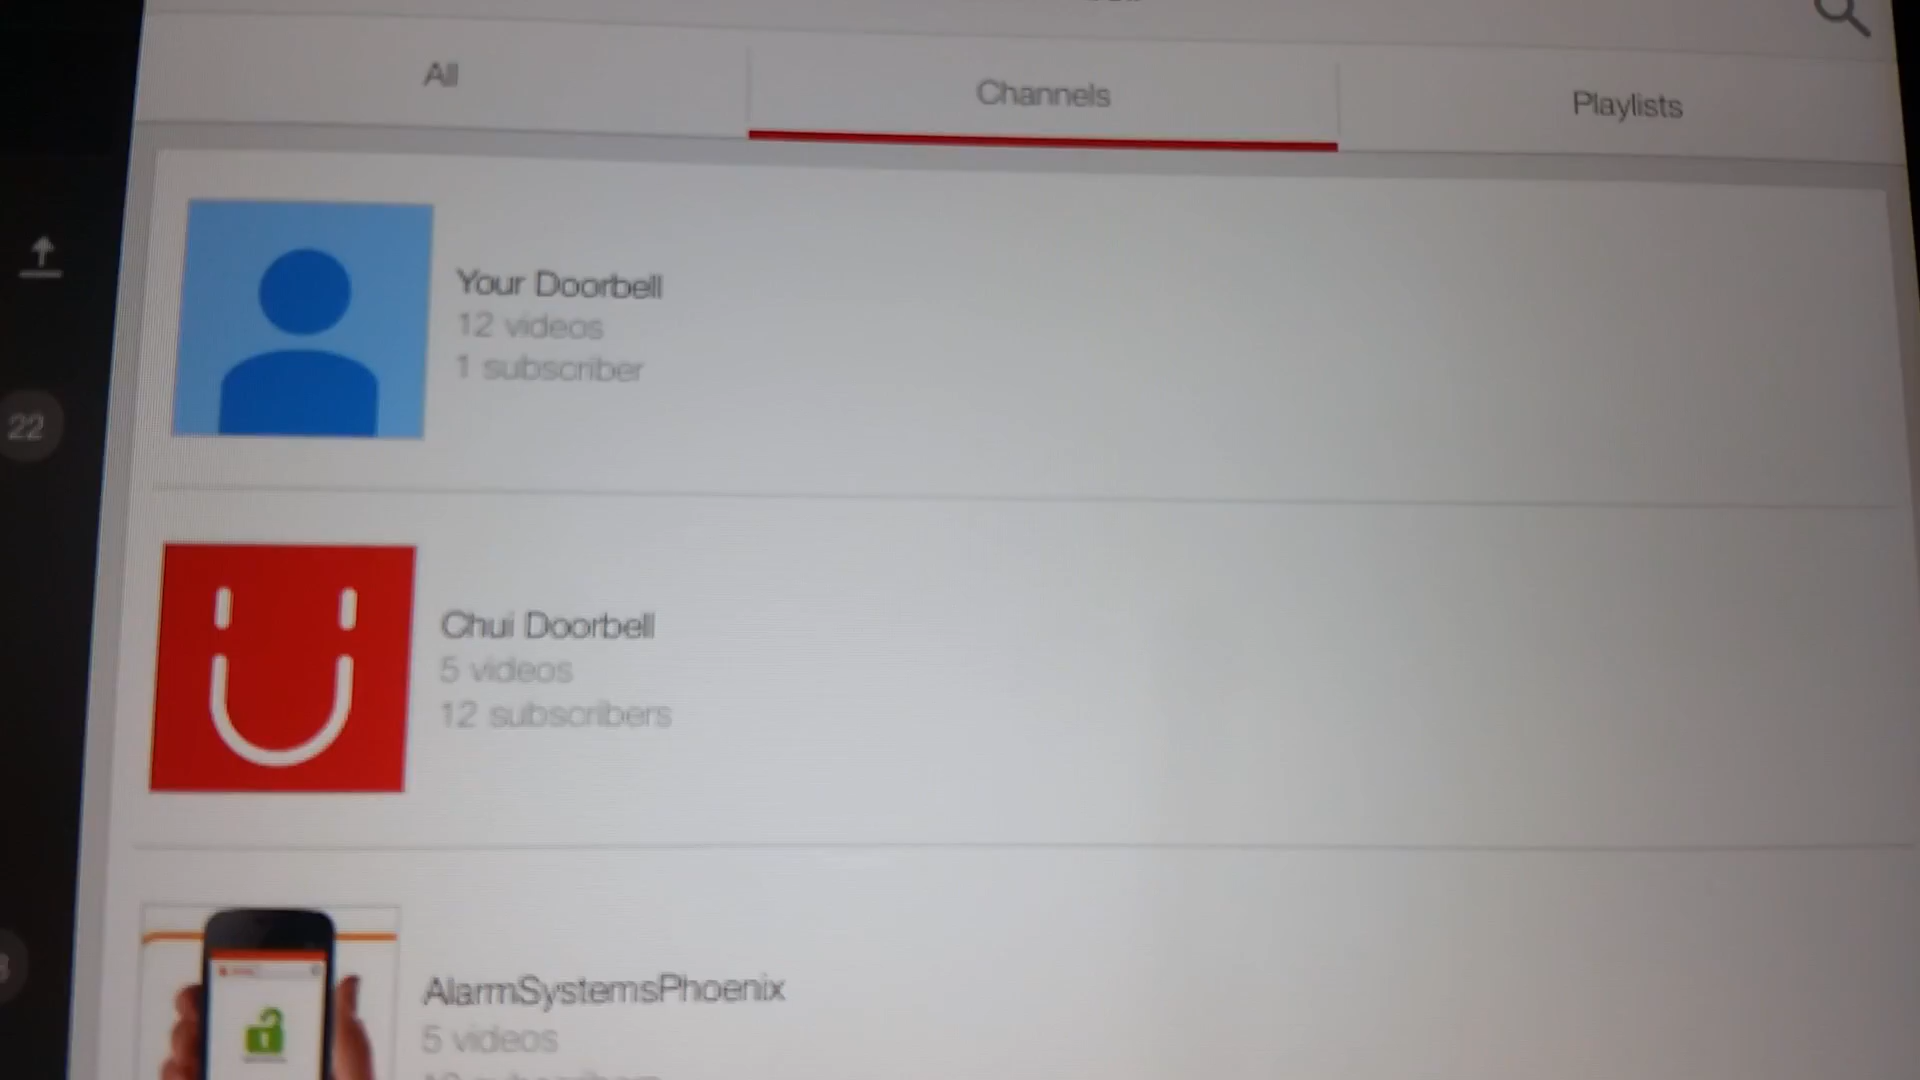 All
Channels
Playlists
Your Doorbell
12 videos
1 subscriber
22
Chui Doorbell
5 videos
12 subscribers
AlarmSystemsPhoenix
5 videos